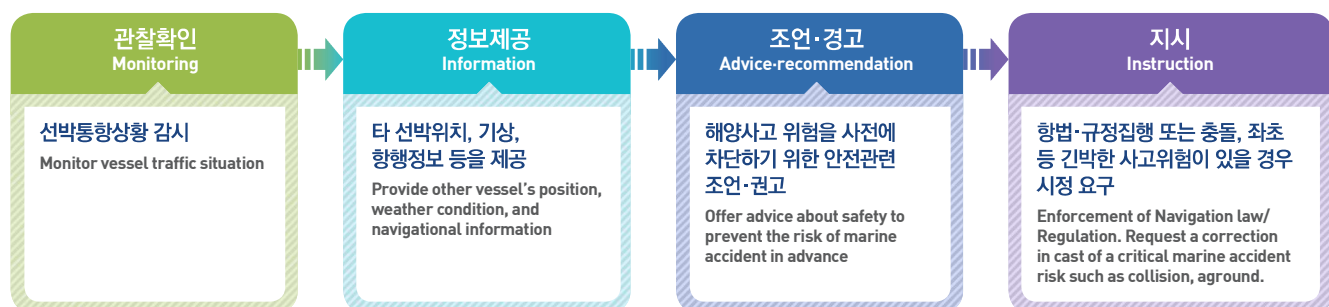 관찰확인
Monitoring
선박통항상황 감시
Monitor vessel traffic situation
정보제공
Information
타 선박위치, 기상,
항행정보 등을 제공
Provide other vessel's position,
weather condition, and
navigational information
조언·경고
Advice·recommendation
해양사고 위험을 사전에
차단하기 위한 안전관련
조언·권고
Offer advice about safety to
prevent the risk of marine
accident in advance
지시
Instruction
항법·규정집행 또는 충돌, 좌초
등 긴박한 사고위험이 있을 경우
시정 요구
Enforcement of Navigation law/
Regulation. Request a correction
in cast of a critical marine accident
risk such as collision, aground.